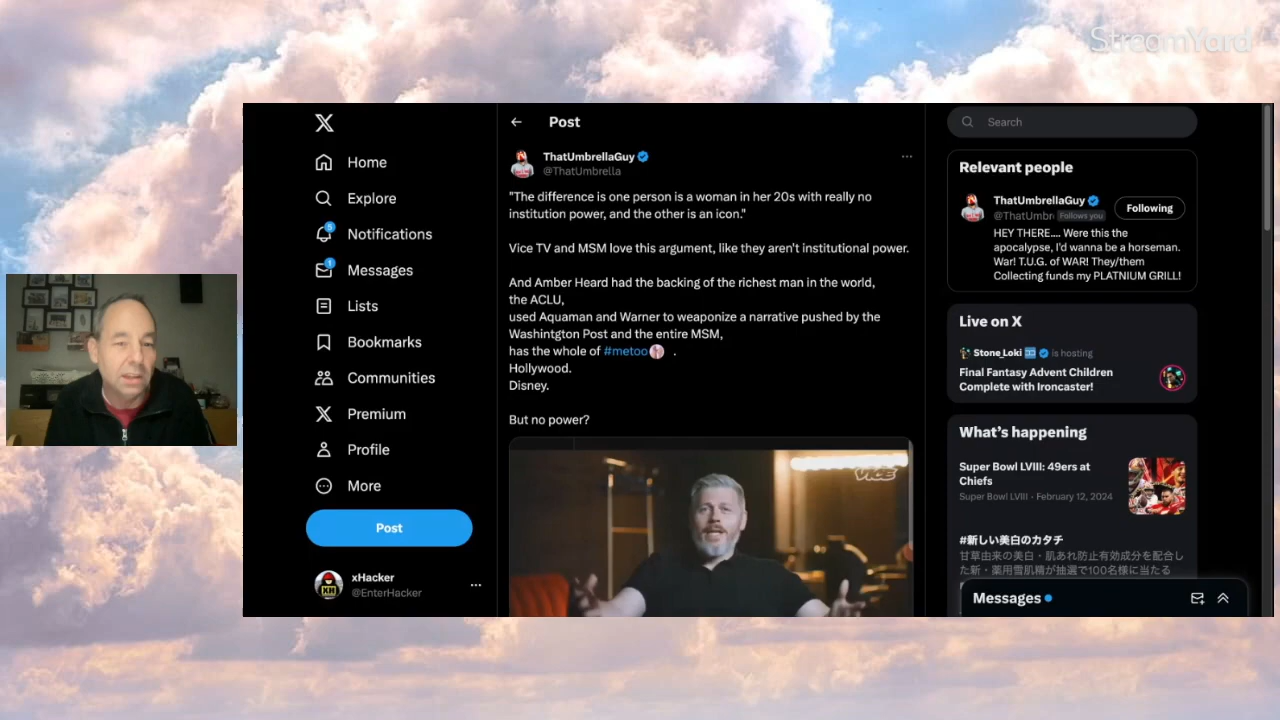 StreamYard
Post
Search
ThatUmbrellaGuy
@ThatUmbrella
Relevant people
Home
"The difference is one person is a woman in her 20s with really no
institution power, and the other is an icon."
Explore
ThatUmbrellaGuy
@ThatUmbn Follows you
Following
HEY THERE.... Were this the
apocalypse, I'd wanna be a horseman.
War! T.U.G. of WAR! They/them
Collecting funds my PLATNIUM GRILL!
5
Notifications
Vice TV and MSM love this argument, like they aren't institutional power.
1
Messages
And Amber Heard had the backing of the richest man in the world,
the ACLU,
used Aquaman and Warner to weaponize a narrative pushed by the
Washintgton Post and the entire MSM,
has the whole of #metoo .
Hollywood.
Disney.
Lists
Live on X
Bookmarks
Stone_Loki is hosting
Final Fantasy Advent Children
Complete with Ironcaster!
Communities
Premium
But no power?
What's happening
Profile
VICE
Super Bowl LVIII: 49ers at
Chiefs
Super Bowl LVIII · February 12, 2024
More
Post
#新しい美白のカタチ
甘草由来の美白・肌あれ防止有効成分を配合し
た新・薬用雪肌精が抽選で100名様に当たる
xHacker
@EnterHacker
XH
Messages